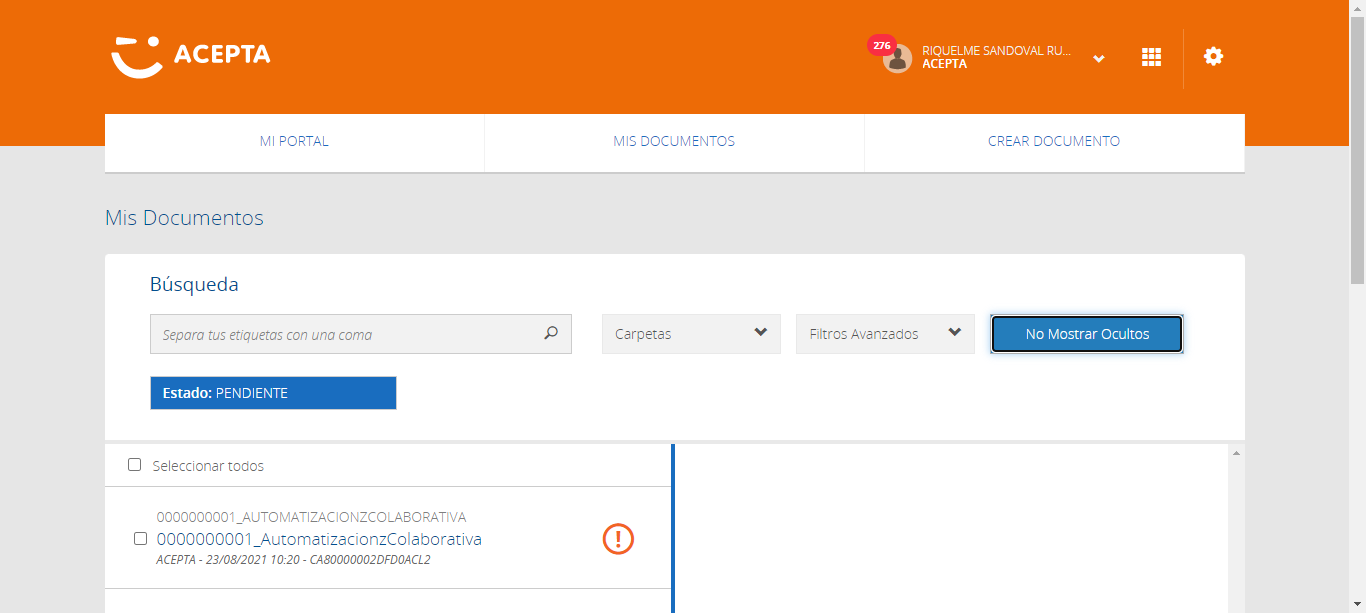 ACEPTA
276
RIQUELME SANDOVAL RU...
ACEPTA
MI PORTAL
MIS DOCUMENTOS
CREAR DOCUMENTO
Mis Documentos
Búsqueda
Separa tus etiquetas con una coma
Carpetas
Filtros Avanzados
No Mostrar Ocultos
Estado: PENDIENTE
Seleccionar todos
0000000001_AUTOMATIZACIONZCOLABORATIVA
0000000001_AutomatizacionzColaborativa
ACEPTA - 23/08/2021 10:20 - CA80000002DFD0ACL2